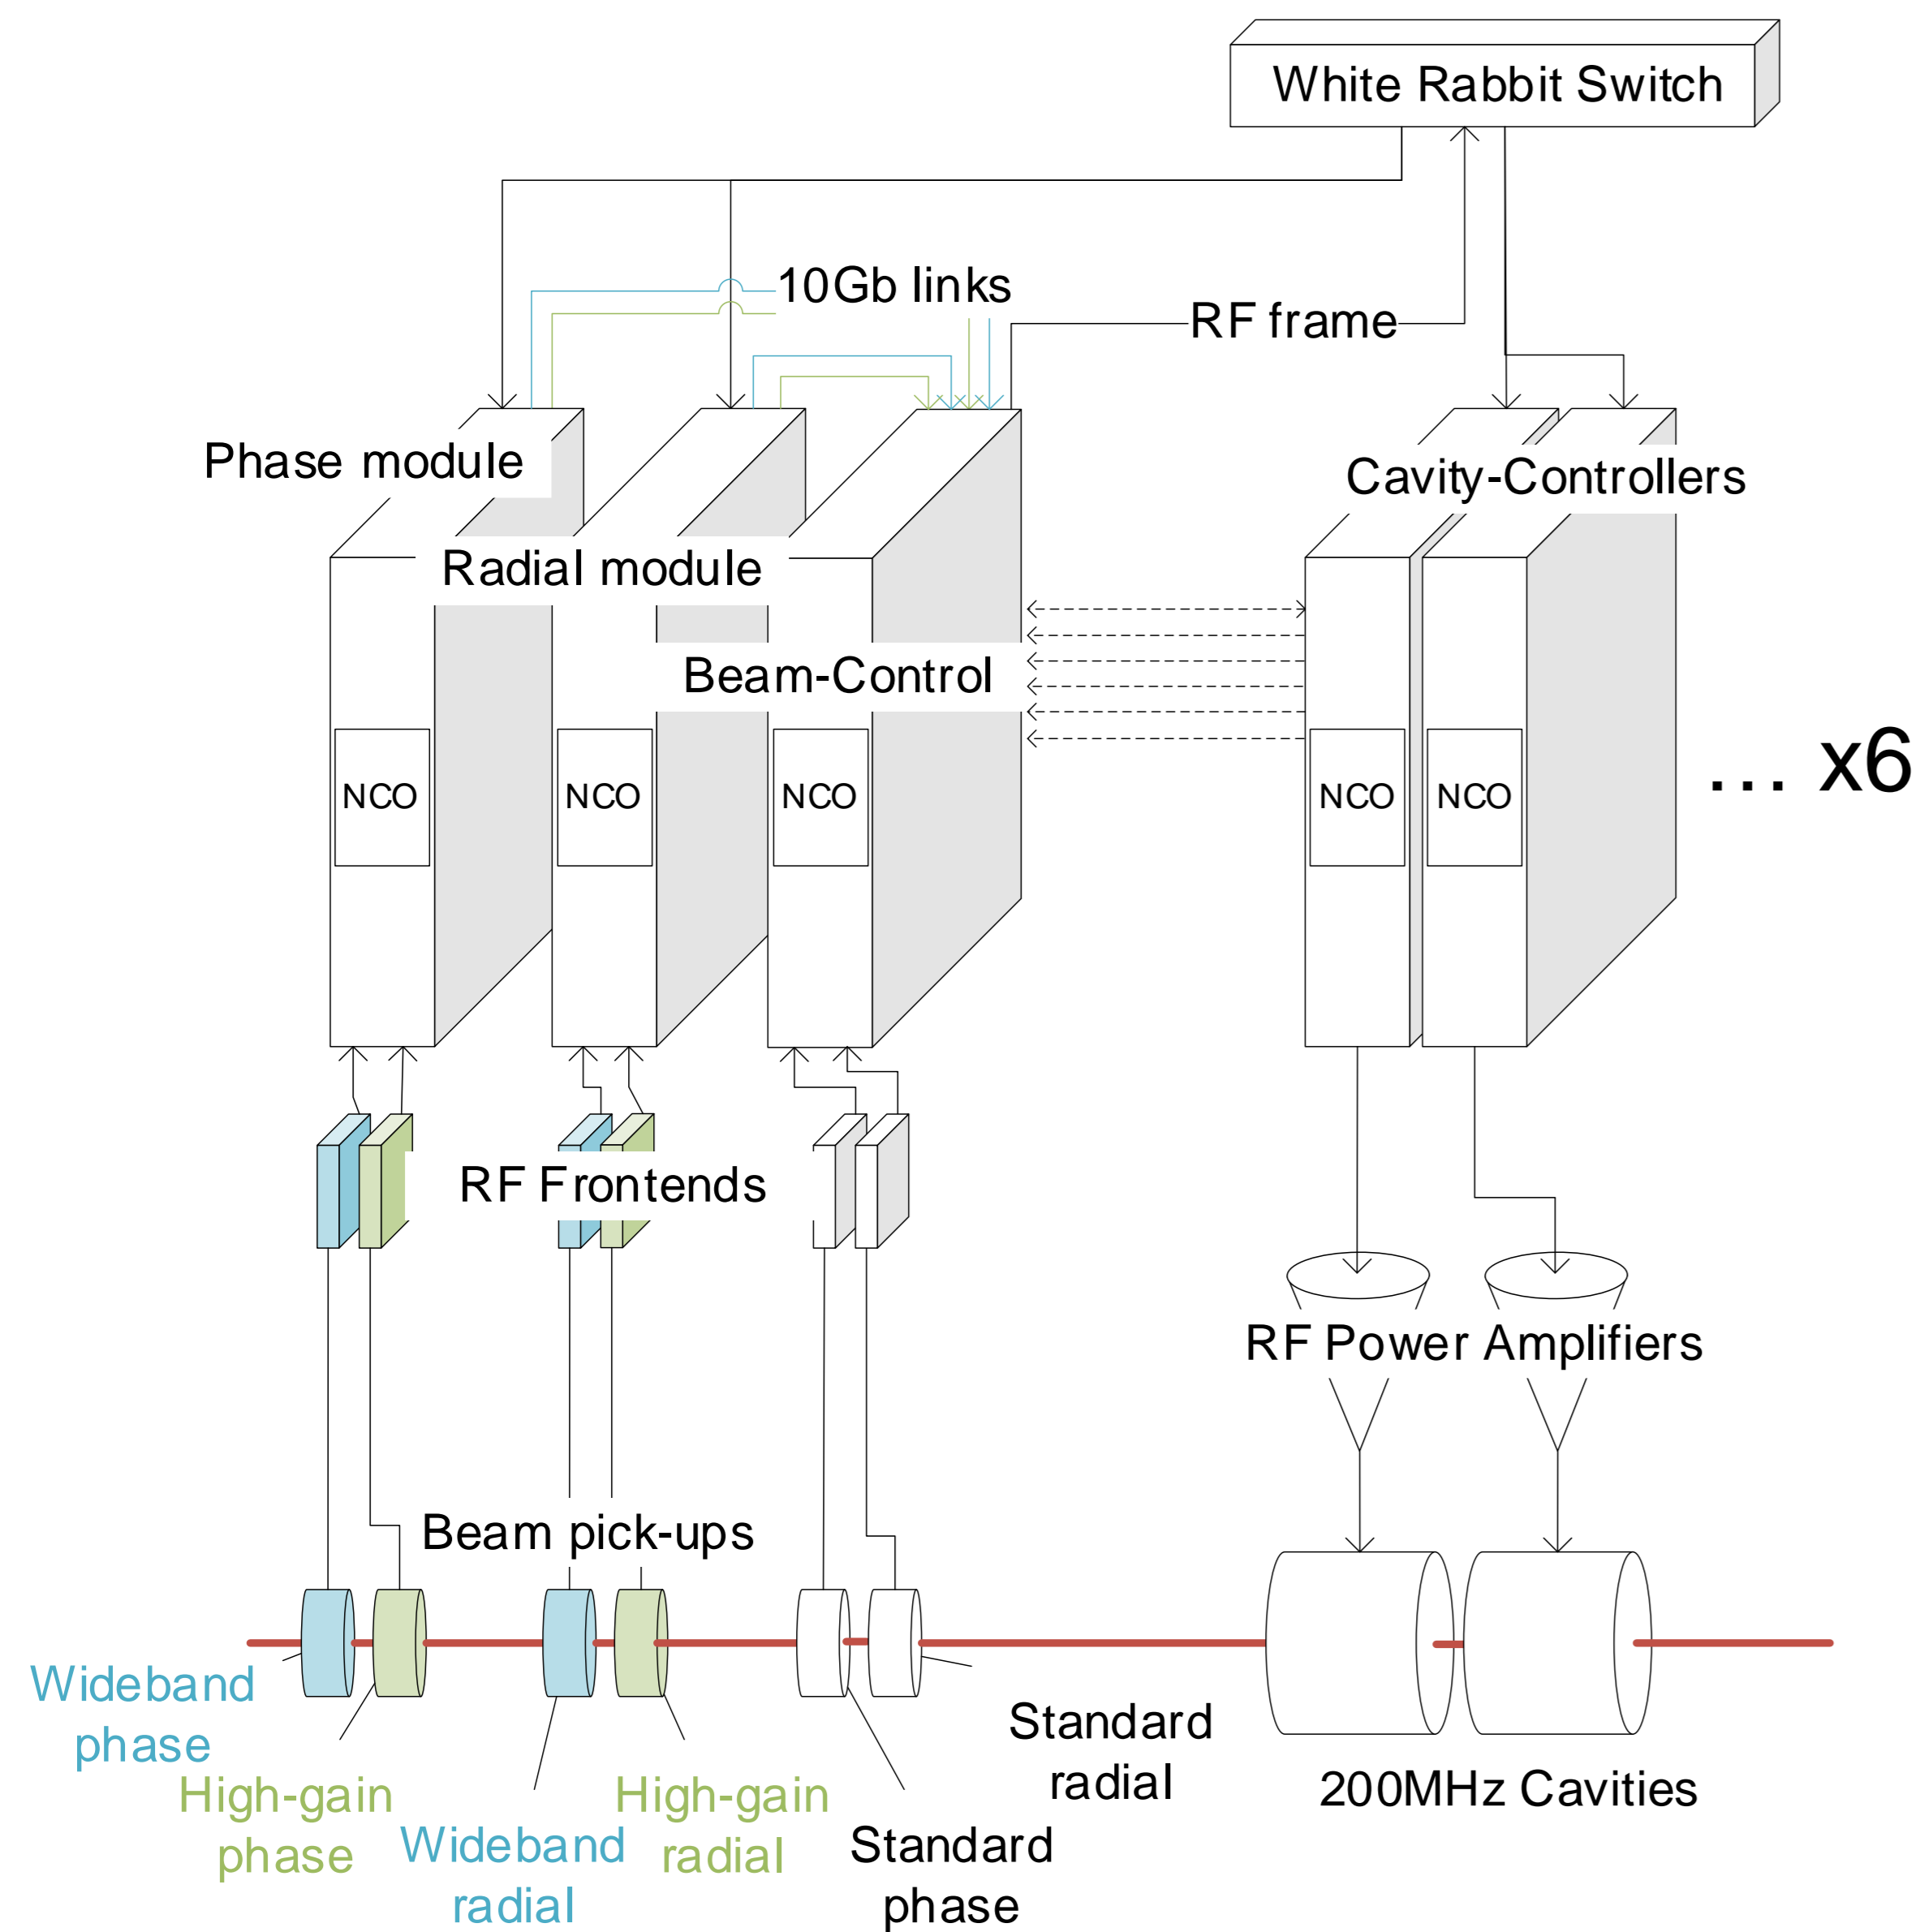 White Rabbit Switch
10Gb links
RF frame
Phase module
Cavity-Controllers
Radial module
Beam-Control
NCO
NCO
NCO
NCO
NCO
... x6
RF Frontends
RF Power Amplifiers
Beam pick-ups
Wideband
phase
High-gain
phase
Wideband
radial
High-gain
radial
Standard
phase
Standard
radial
200MHz Cavities